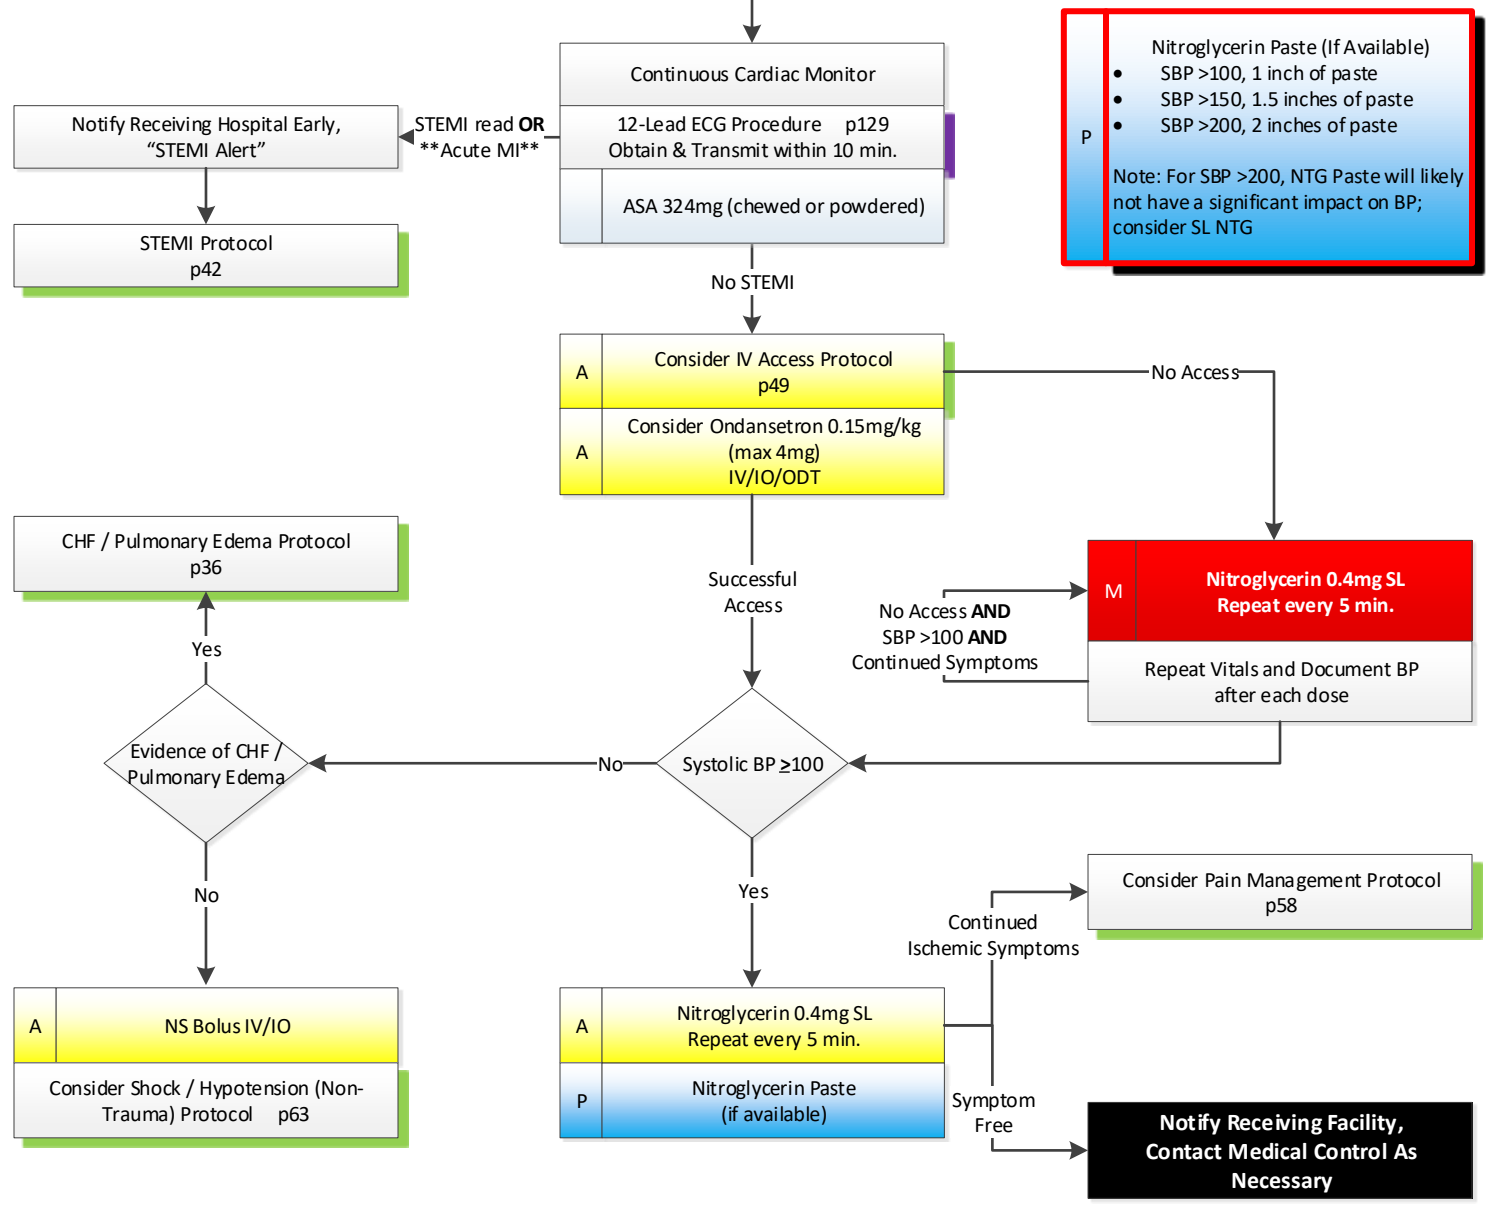 Continuous Cardiac Monitor
12-Lead ECG Procedure p129
Obtain & Transmit within 10 min.
ASA 324mg (chewed or powdered)
STEMI read OR
**Acute MI**
Notify Receiving Hospital Early,
“STEMI Alert”
STEMI Protocol
p42
P
Nitroglycerin Paste (If Available)
• SBP >100, 1 inch of paste
• SBP >150, 1.5 inches of paste
• SBP >200, 2 inches of paste
Note: For SBP >200, NTG Paste will likely
not have a significant impact on BP;
consider SL NTG
No STEMI
A
Consider IV Access Protocol
p49
A
Consider Ondansetron 0.15mg/kg
(max 4mg)
IV/IO/ODT
No Access
Successful
Access
M
Nitroglycerin 0.4mg SL
Repeat every 5 min.
Repeat Vitals and Document BP
after each dose
No Access AND
SBP >100 AND
Continued Symptoms
CHF / Pulmonary Edema Protocol
p36
Yes
Evidence of CHF /
Pulmonary Edema
No
Systolic BP ≥100
No
Yes
A
NS Bolus IV/IO
Consider Shock / Hypotension (Non-
Trauma) Protocol p63
A
Nitroglycerin 0.4mg SL
Repeat every 5 min.
P
Nitroglycerin Paste
(if available)
Continued
Ischemic Symptoms
Consider Pain Management Protocol
p58
Symptom
Free
Notify Receiving Facility,
Contact Medical Control As
Necessary